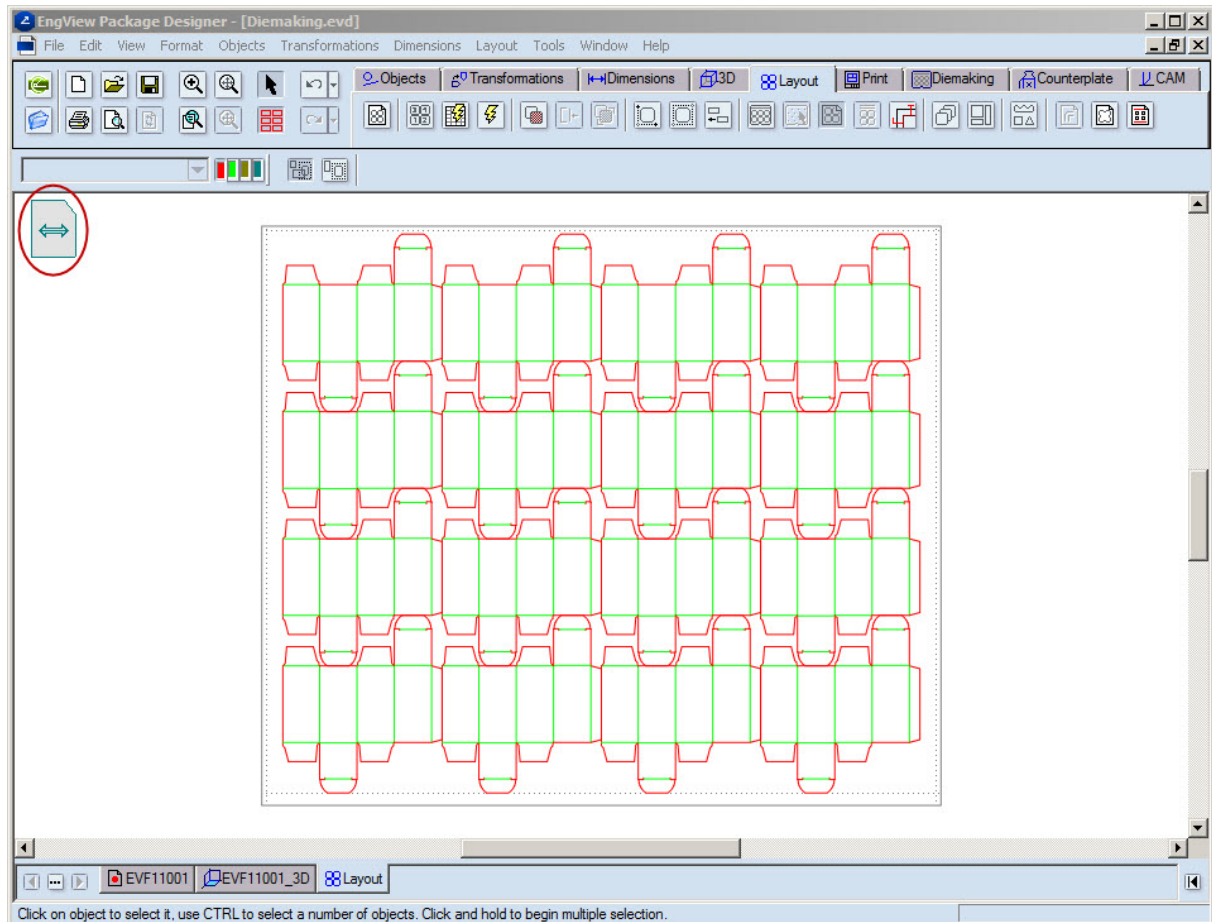 EngView Package Designer - [Diemaking.evd]
File Edit View Format Objects Transformations Dimensions Layout Tools Window Help
Objects Transformations Dimensions 3D Layout Print Diemaking Counterplate CAM
EVF11001 EVF11001_3D Layout
Click on object to select it, use CTRL to select a number of objects. Click and hold to begin multiple selection.